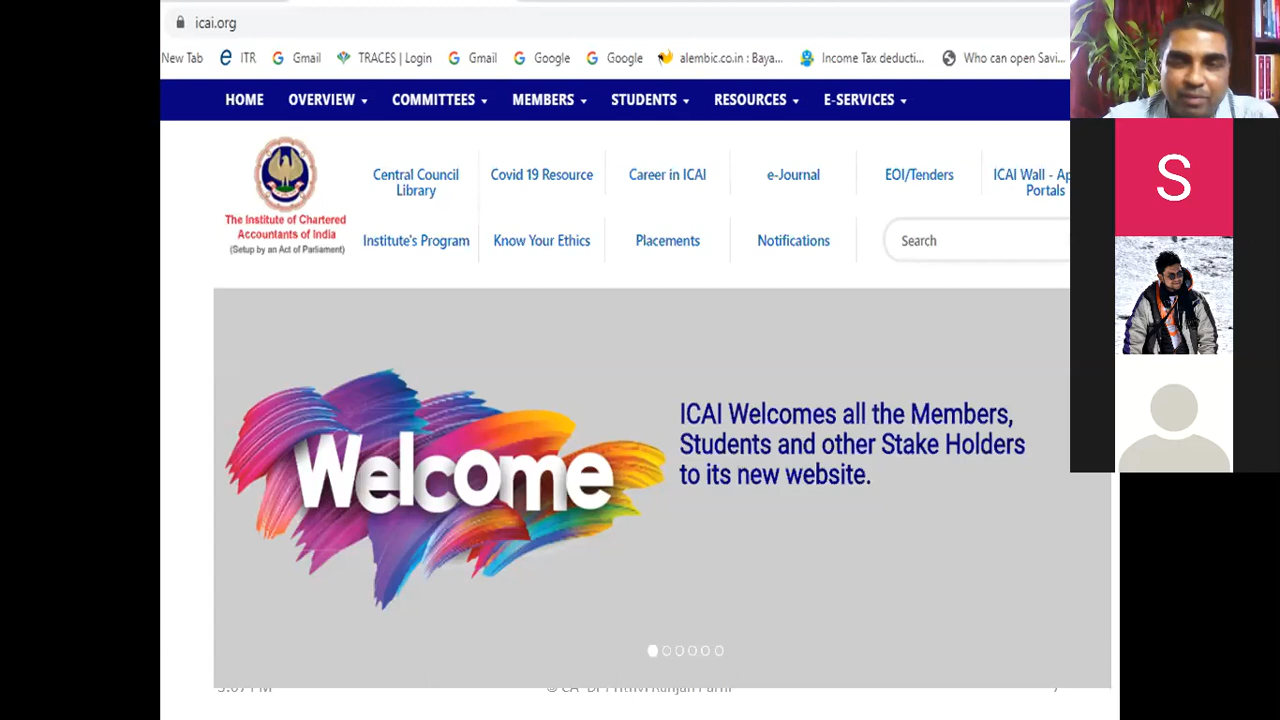 icai.org
New Tab ITR Gmail TRACES | Login Gmail Google Google alembic.co.in : Baya... Income Tax deducti... Who can open Savi...
HOME OVERVIEW COMMITTEES MEMBERS STUDENTS RESOURCES E-SERVICES
The Institute of Chartered
Accountants of India
(Setup by an Act of Parliament)
Central Council
Library
Covid 19 Resource
Career in ICAI
e-Journal
EOI/Tenders
ICAI Wall - Ap
Portals
Institute's Program
Know Your Ethics
Placements
Notifications
Search
S
Welcome
ICAI Welcomes all the Members,
Students and other Stake Holders
to its new website.